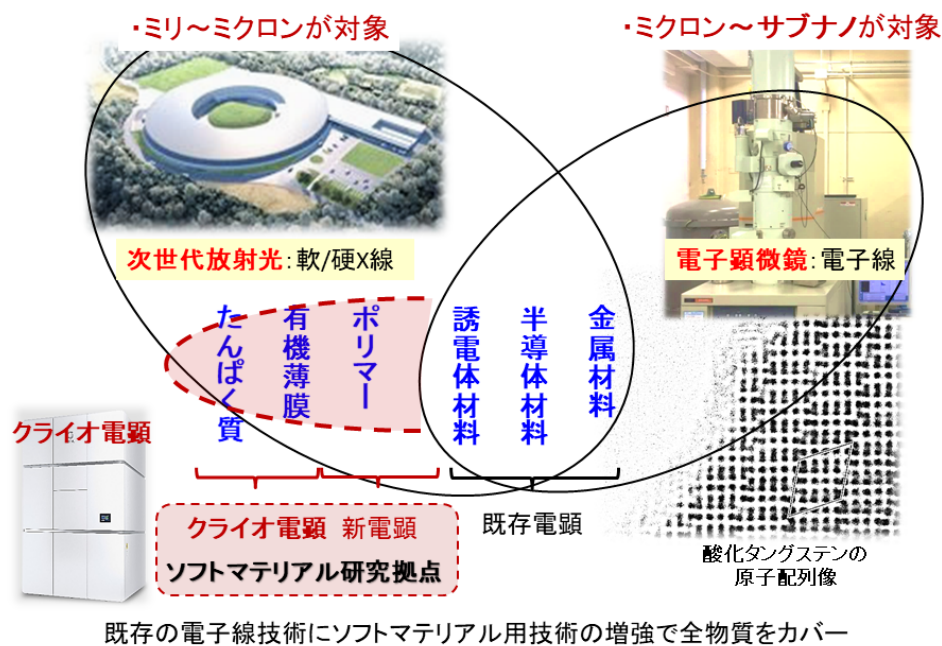 ・ミリ～ミクロンが対象
・ミクロン～サブナノが対象
次世代放射光：軟/硬X線
電子顕微鏡：電子線
たんぱく質
有機薄膜
ポリマー
誘電体材料
半導体材料
金属材料
クライオ電顕
クライオ電顕 新電顕
ソフトマテリアル研究拠点
既存電顕
酸化タングステンの
原子配列像
既存の電子線技術にソフトマテリアル用技術の増強で全物質をカバー